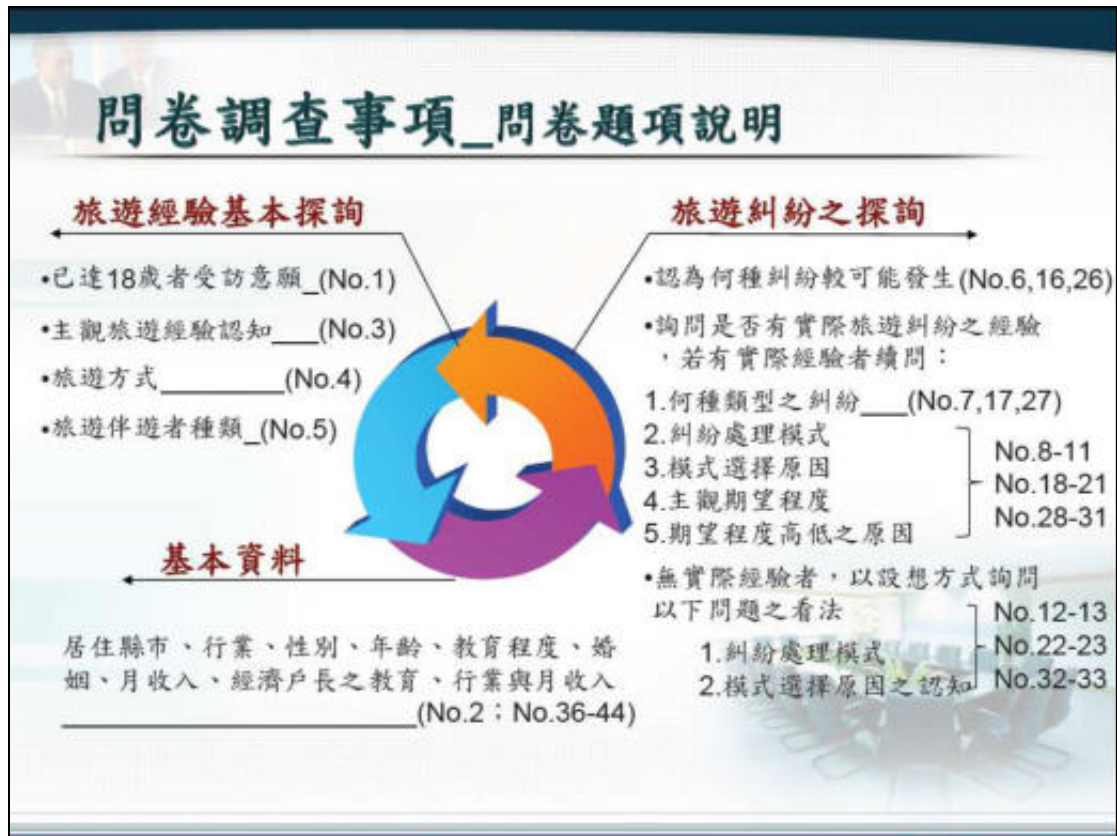 問卷調查事項_問卷題項說明
旅遊經驗基本探詢
•已達18歲者受訪意願_(No.1)
•主觀旅遊經驗認知___(No.3)
•旅遊方式________(No.4)
•旅遊伴遊者種類_(No.5)
基本資料
居住縣市、行業、性別、年齡、教育程度、婚
姻、月收入、經濟戶長之教育、行業與月收入
_______________________(No.2：No.36-44)
旅遊糾紛之探詢
•認為何種糾紛較可能發生(No.6,16,26)
•詢問是否有實際旅遊糾紛之經驗
，若有實際經驗者續問：
1.何種類型之糾紛___(No.7,17,27)
2.糾紛處理模式
3.模式選擇原因
4.主觀期望程度
5.期望程度高低之原因
No.8-11
No.18-21
No.28-31
•無實際經驗者，以設想方式詢問
以下問題之看法
1.糾紛處理模式
2.模式選擇原因之認知
No.12-13
No.22-23
No.32-33